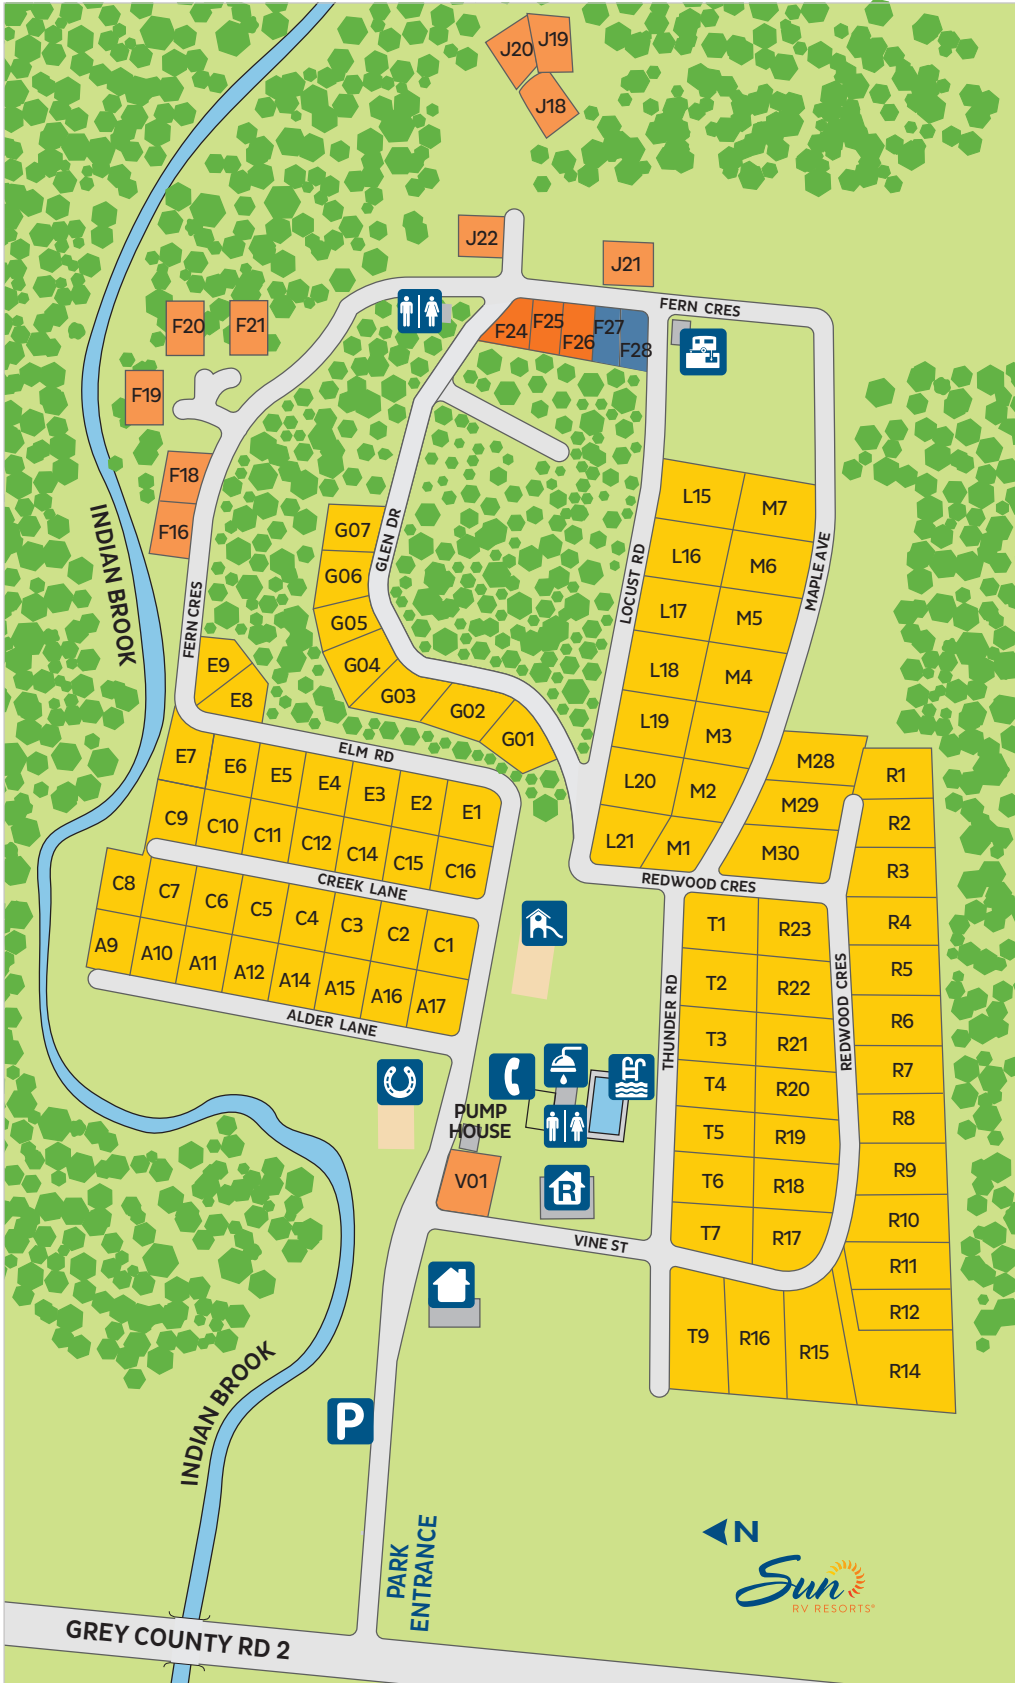 J20
J19
J18
J22
J21
FERN CRES
F20
F21
F24
F25
F26
F27
F28
F19
F18
F16
INDIAN BROOK
FERN CRES
GLEN DR
LOCUST RD
MAPLE AVE
L15
M7
L16
M6
L17
M5
L18
M4
L19
M3
L20
M2
L21
M1
G07
G06
G05
G04
G03
G02
G01
E9
E8
ELM RD
E7
E6
E5
E4
E3
E2
E1
C9
C10
C11
C12
C14
C15
C16
CREEK LANE
C8
C7
C6
C5
C4
C3
C2
C1
A9
A10
A11
A12
A14
A15
A16
A17
ALDER LANE
M28
M29
M30
REDWOOD CRES
R1
R2
R3
R4
R5
R6
R7
R8
R9
R10
R11
R12
R14
THUNDER RD
REDWOOD CRES
T1
R23
T2
R22
T3
R21
T4
R20
T5
R19
T6
R18
T7
R17
T9
R16
R15
PUMP
HOUSE
V01
R
VINE ST
P
INDIAN BROOK
PARK
ENTRANCE
N
Sun
RV RESORTS®
GREY COUNTY RD 2